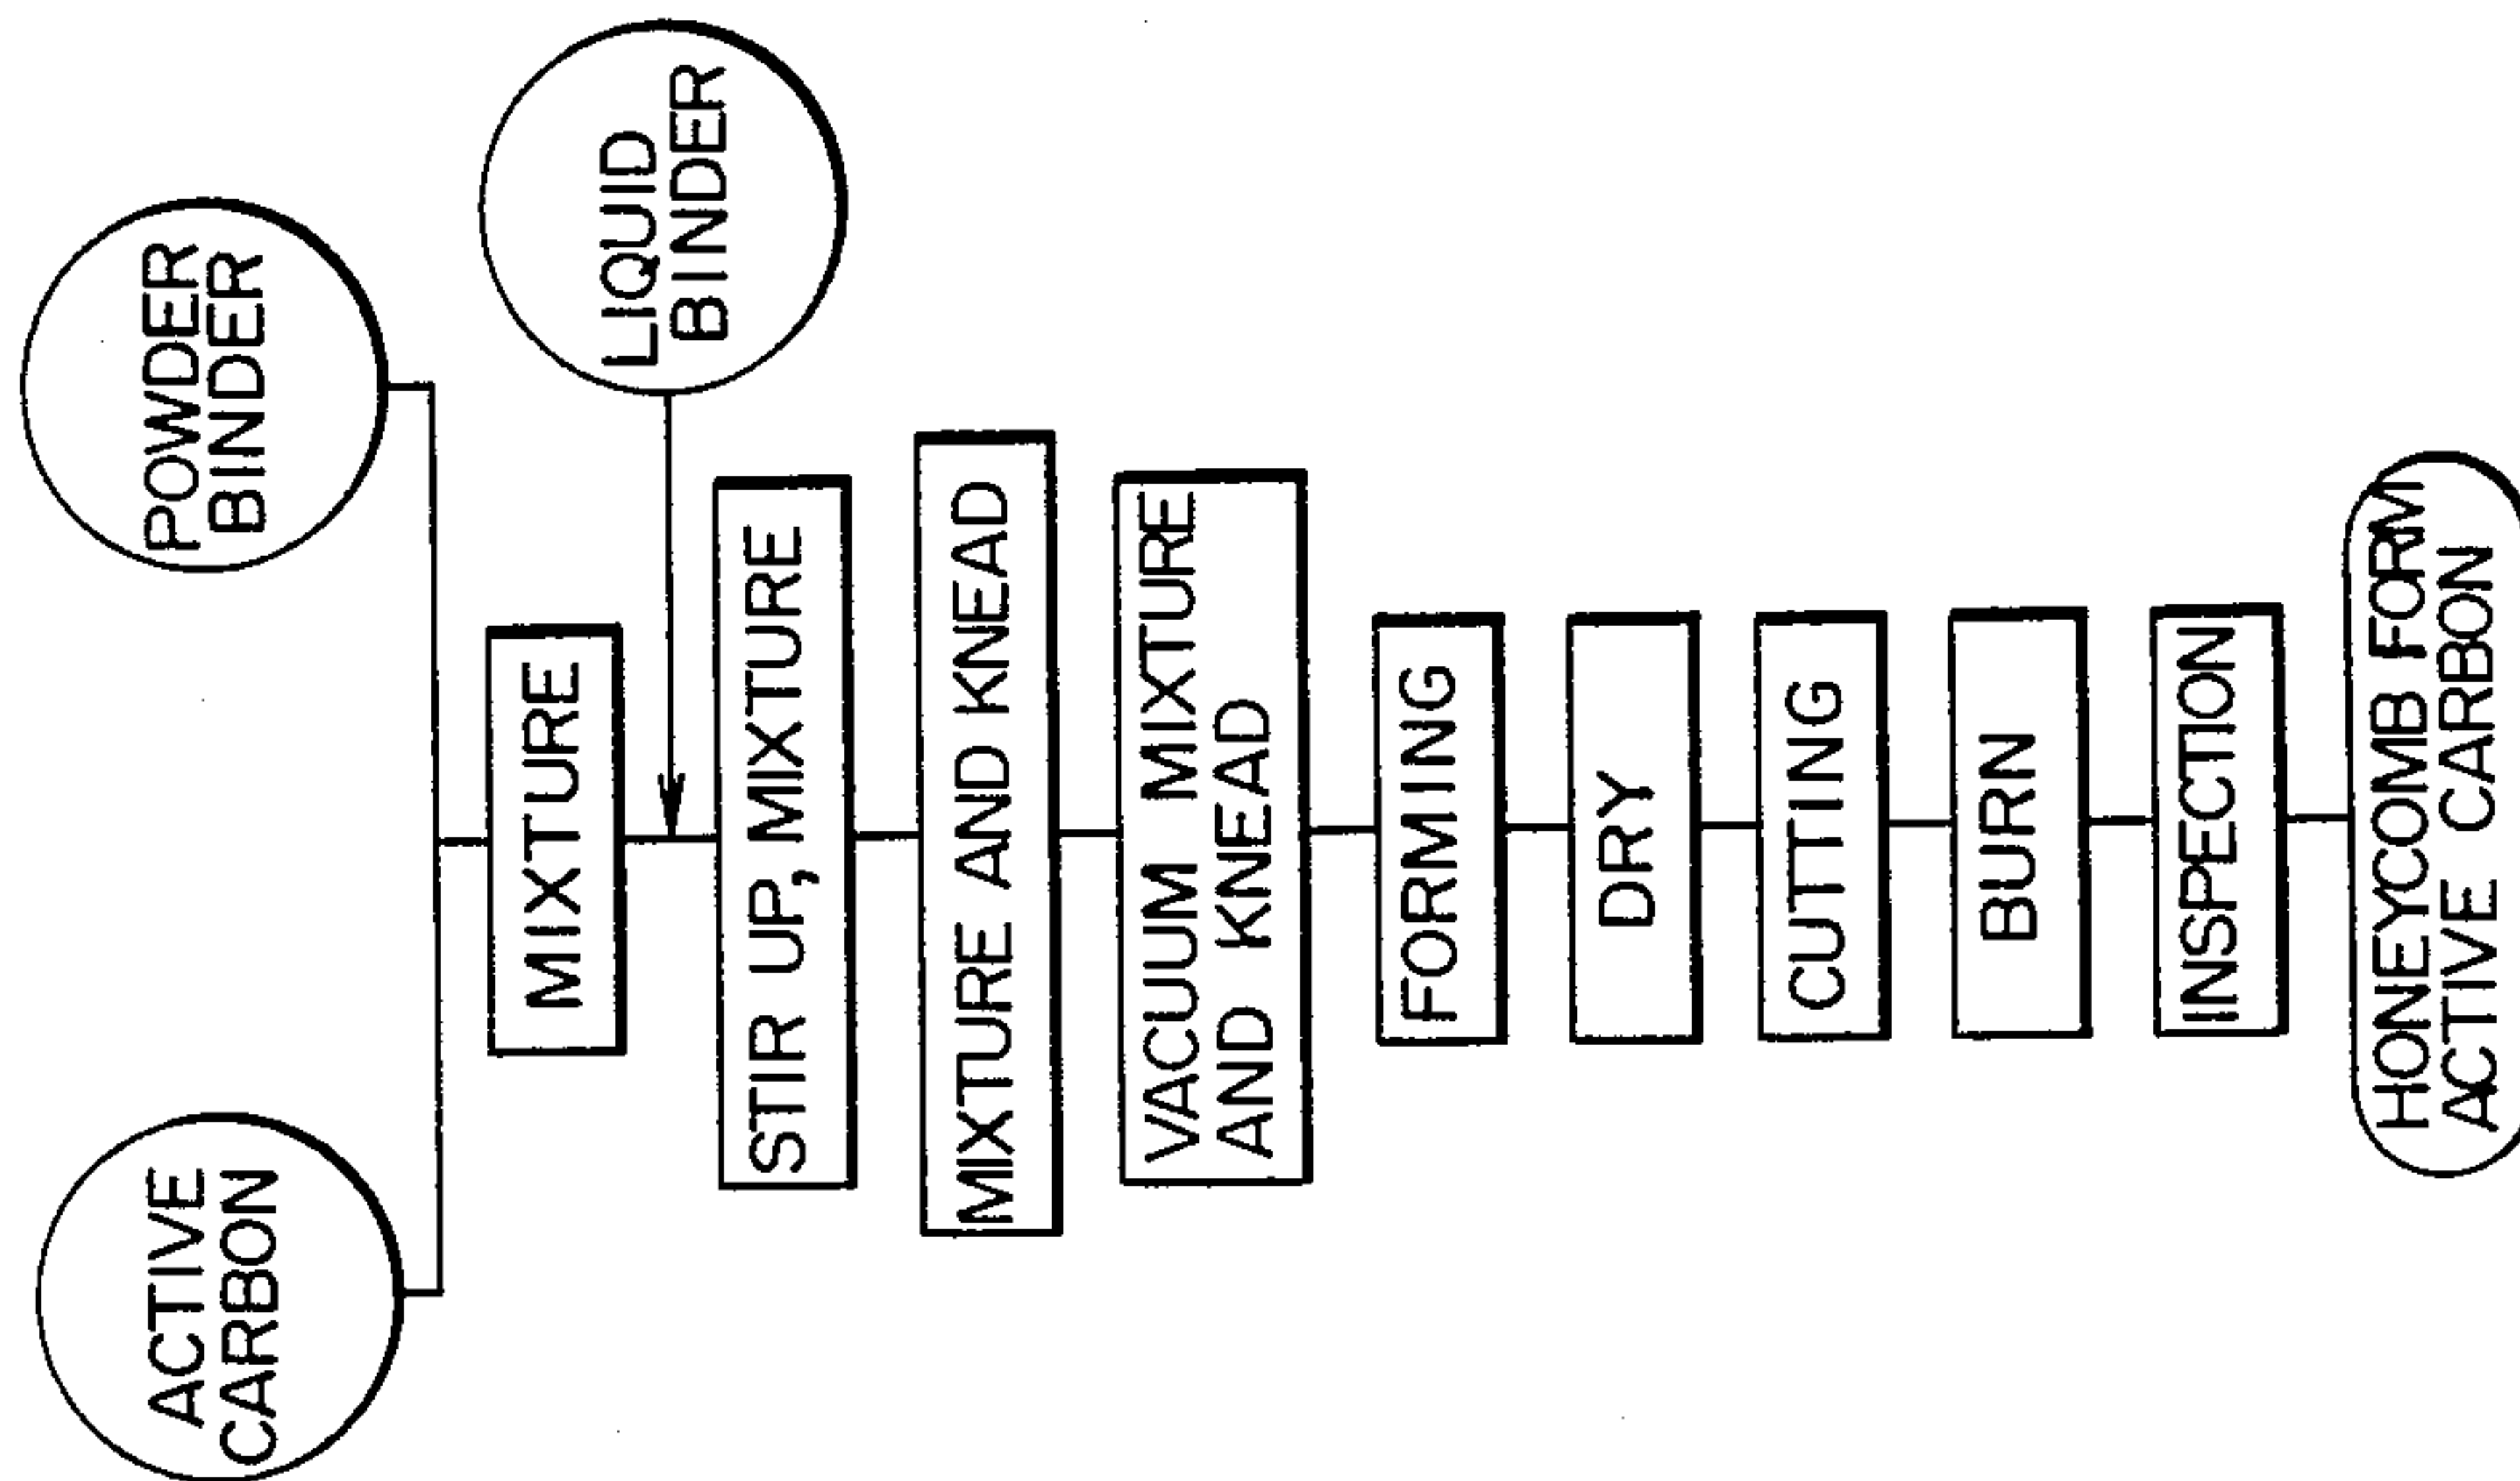 ACTIVE
CARBON
POWDER
BINDER
MIXTURE
LIQUID
BINDER
STIR UP, MIXTURE
MIXTURE AND KNEAD
VACUUM MIXTURE
AND KNEAD
FORMING
DRY
CUTTING
BURN
INSPECTION
HONEYCOMB FORM
ACTIVE CARBON